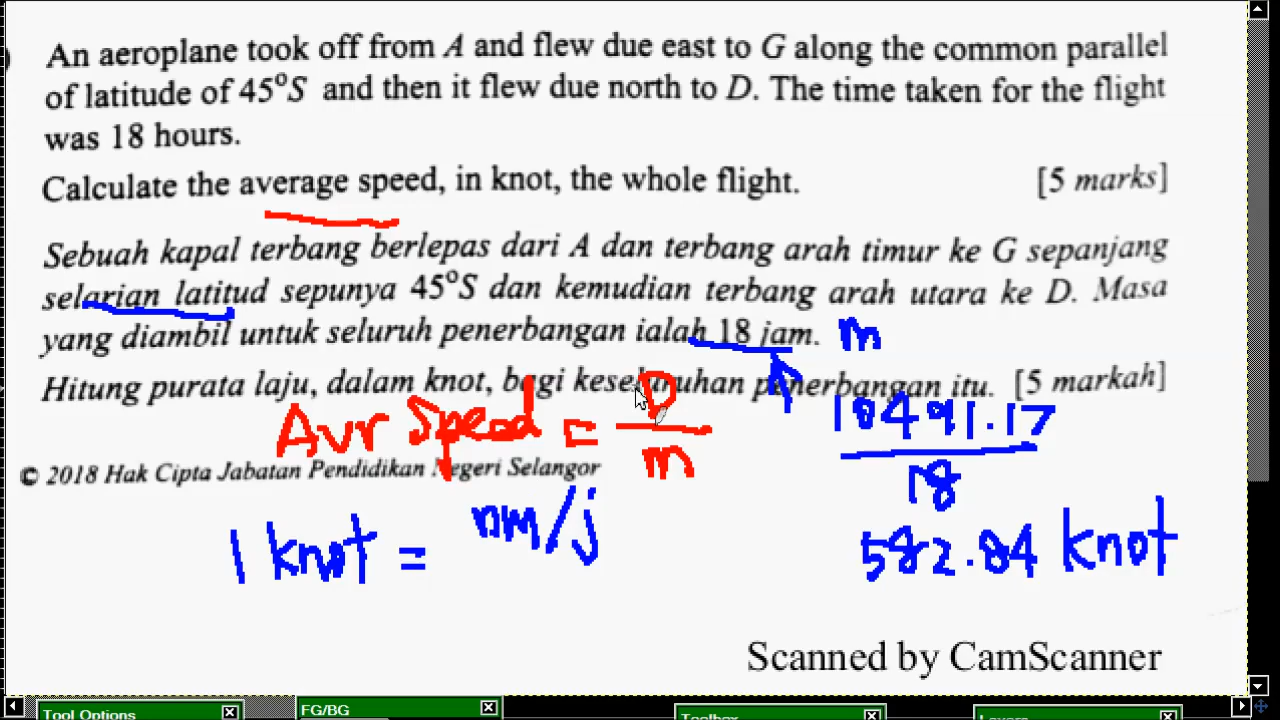 An aeroplane took off from A and flew due east to G along the common parallel
of latitude of 45°S and then it flew due north to D. The time taken for the flight
was 18 hours.
Calculate the average speed, in knot, the whole flight. [5 marks]
Sebuah kapal terbang berlepas dari A dan terbang arah timur ke G sepanjang
selarian latitud sepunya 45°S dan kemudian terbang arah utara ke D. Masa
yang diambil untuk seluruh penerbangan ialah 18 jam. m
Hitung purata laju, dalam knot, bagi keseluruhan penerbangan itu. [5 markah]
Avr Speed = D/m
10491.17
18
© 2018 Hak Cipta Jabatan Pendidikan Negeri Selangor
1 knot = nm/j
582.84 knot
Scanned by CamScanner
Tool Options
FG/BG
Toolbox
Layers